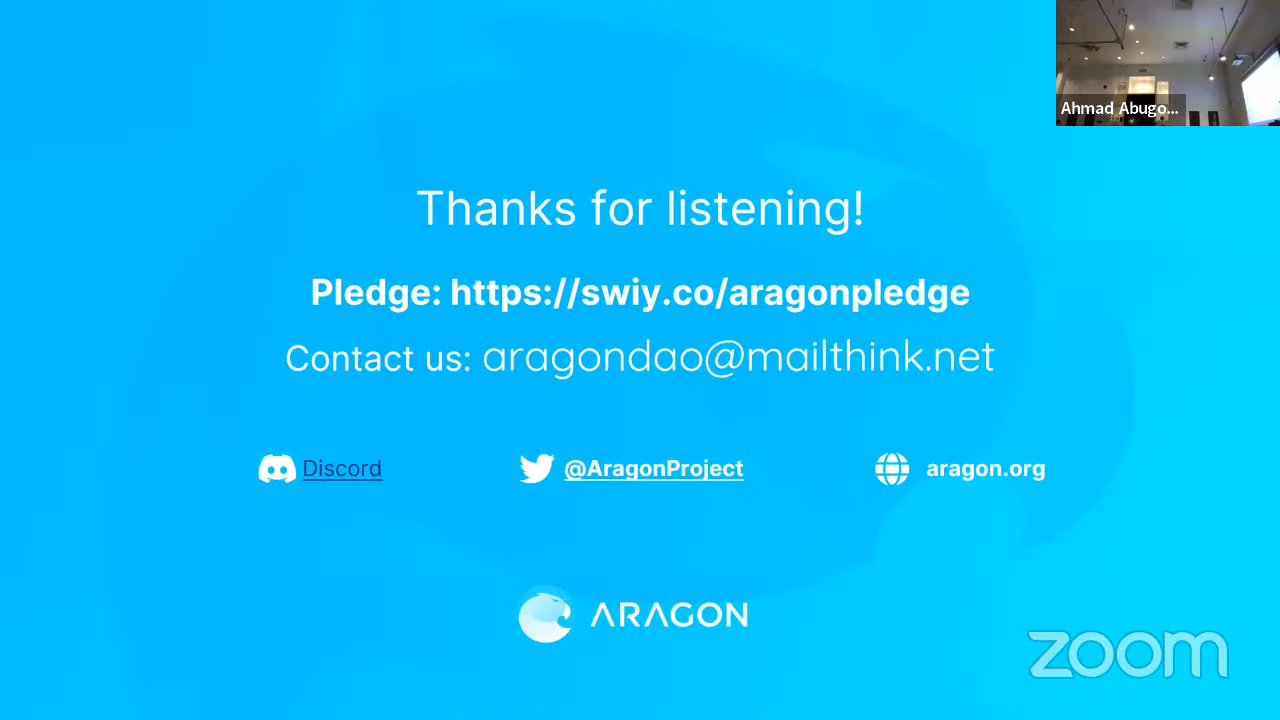 Ahmad Abugo...
Thanks for listening!
Pledge: https://swiy.co/aragonpledge
Contact us: aragondao@mailthink.net
Discord
@AragonProject
aragon.org
ARAGON
zoom